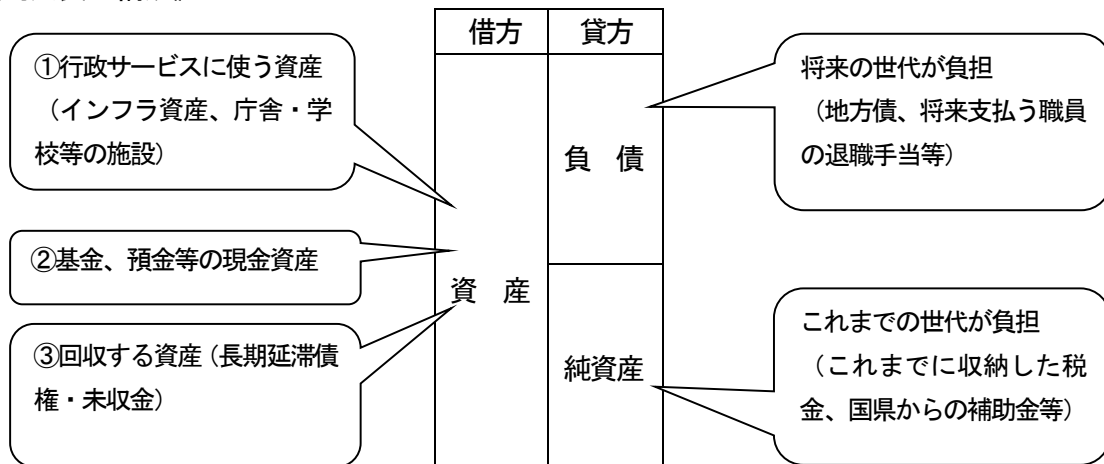 借方
貸方
①行政サービスに使う資産
（インフラ資産、庁舎・学
校等の施設）
②基金、預金等の現金資産
③回収する資産（長期延滞債
権・未収金）
資　産
負　債
純資産
将来の世代が負担
（地方債、将来支払う職員
の退職手当等）
これまでの世代が負担
（これまでに収納した税
金、国県からの補助金等）